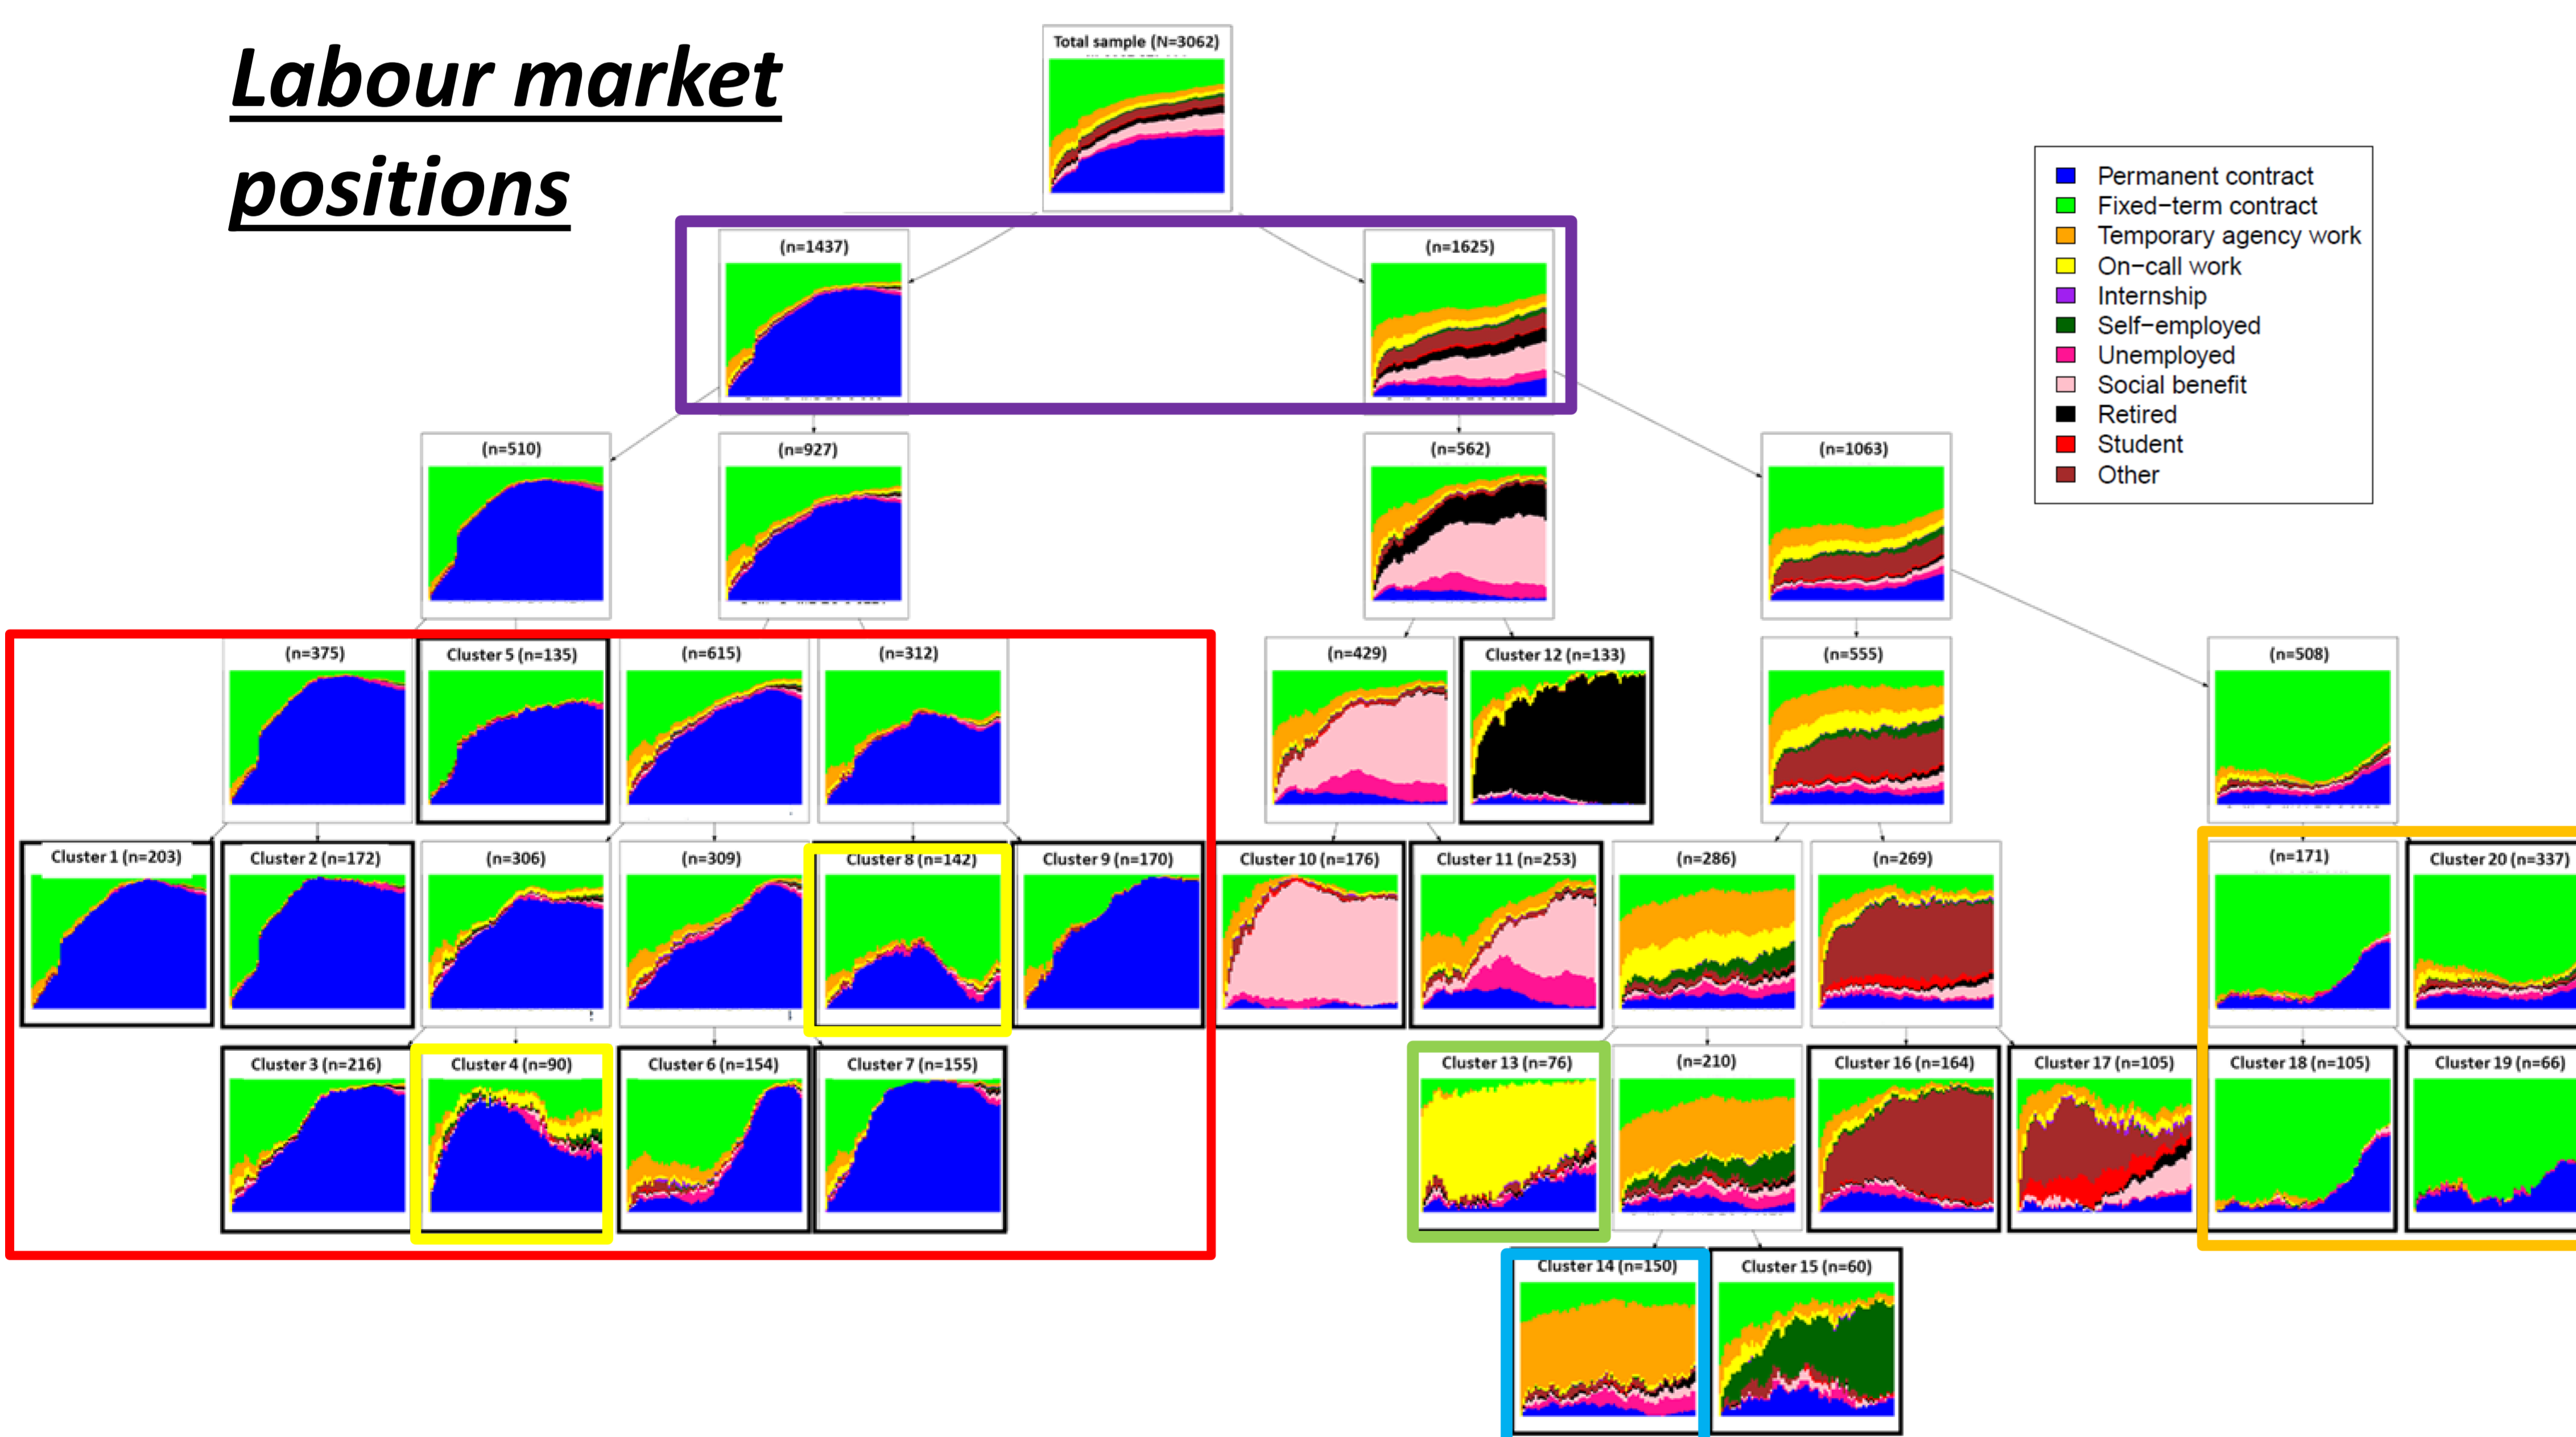 Labour market
positions
Total sample (N=3062)
(n=1437)
(n=1625)
Permanent contract
Fixed−term contract
Temporary agency work
On−call work
Internship
Self−employed
Unemployed
Social benefit
Retired
Student
Other
(n=510)
(n=927)
(n=562)
(n=1063)
(n=375)
Cluster 5 (n=135)
(n=615)
(n=312)
(n=429)
Cluster 12 (n=133)
(n=555)
(n=508)
Cluster 1 (n=203)
Cluster 2 (n=172)
(n=306)
(n=309)
Cluster 8 (n=142)
Cluster 9 (n=170)
Cluster 10 (n=176)
Cluster 11 (n=253)
(n=286)
(n=269)
(n=171)
Cluster 20 (n=337)
Cluster 3 (n=216)
Cluster 4 (n=90)
Cluster 6 (n=154)
Cluster 7 (n=155)
Cluster 13 (n=76)
(n=210)
Cluster 16 (n=164)
Cluster 17 (n=105)
Cluster 18 (n=105)
Cluster 19 (n=66)
Cluster 14 (n=150)
Cluster 15 (n=60)